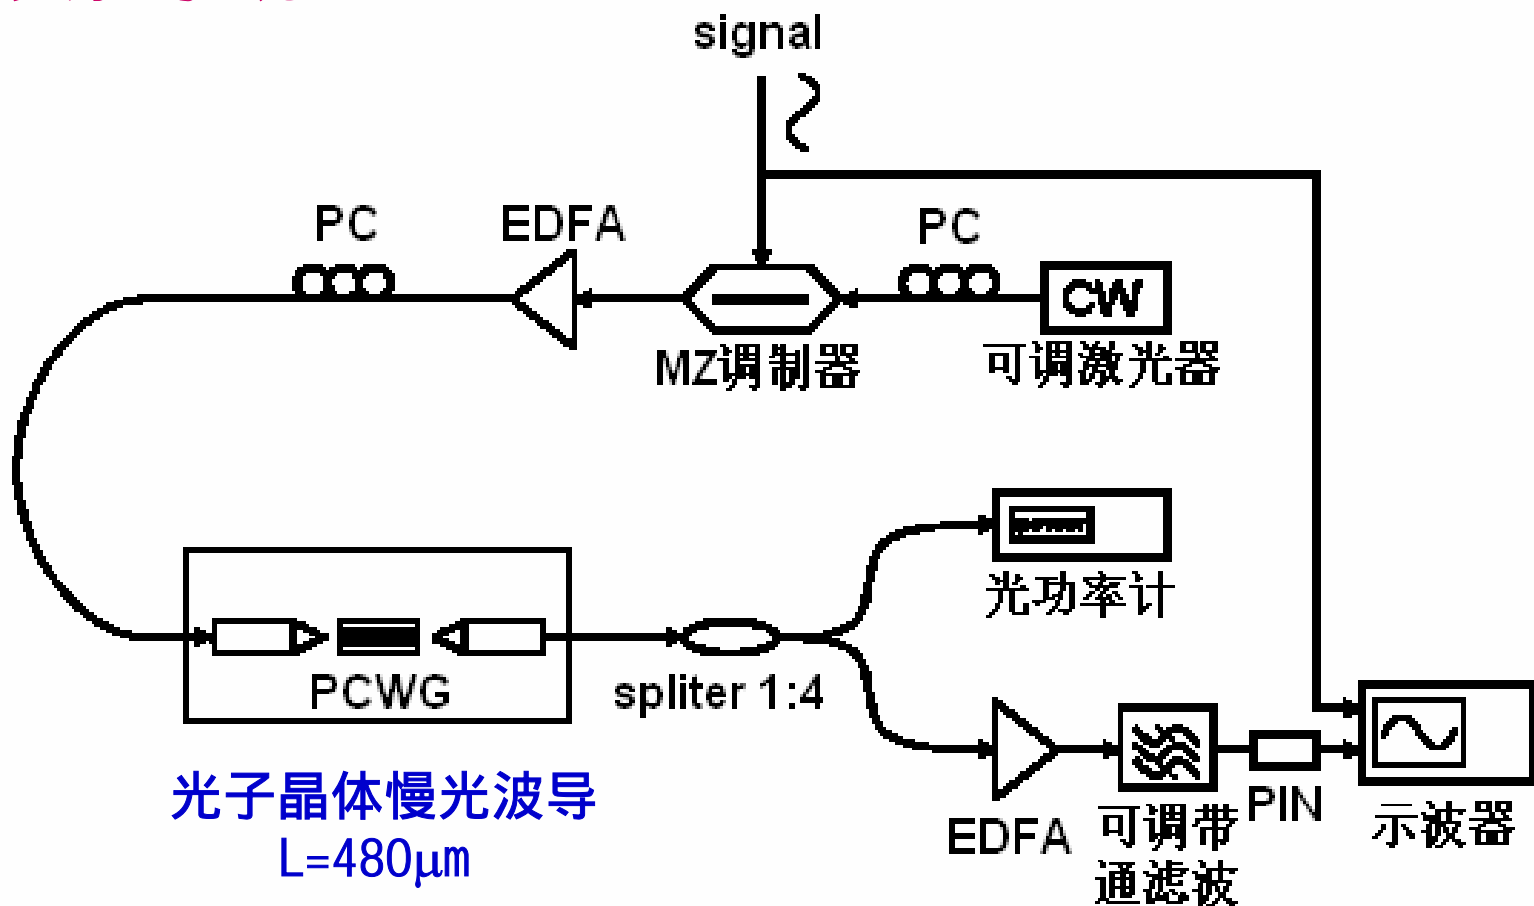 signal
PC
EDFA
PC
CW
MZ调制器
可调激光器
光功率计
PCWG
spliter 1:4
光子晶体慢光波导
L=480μm
EDFA
可调带
通滤波
PIN
示波器